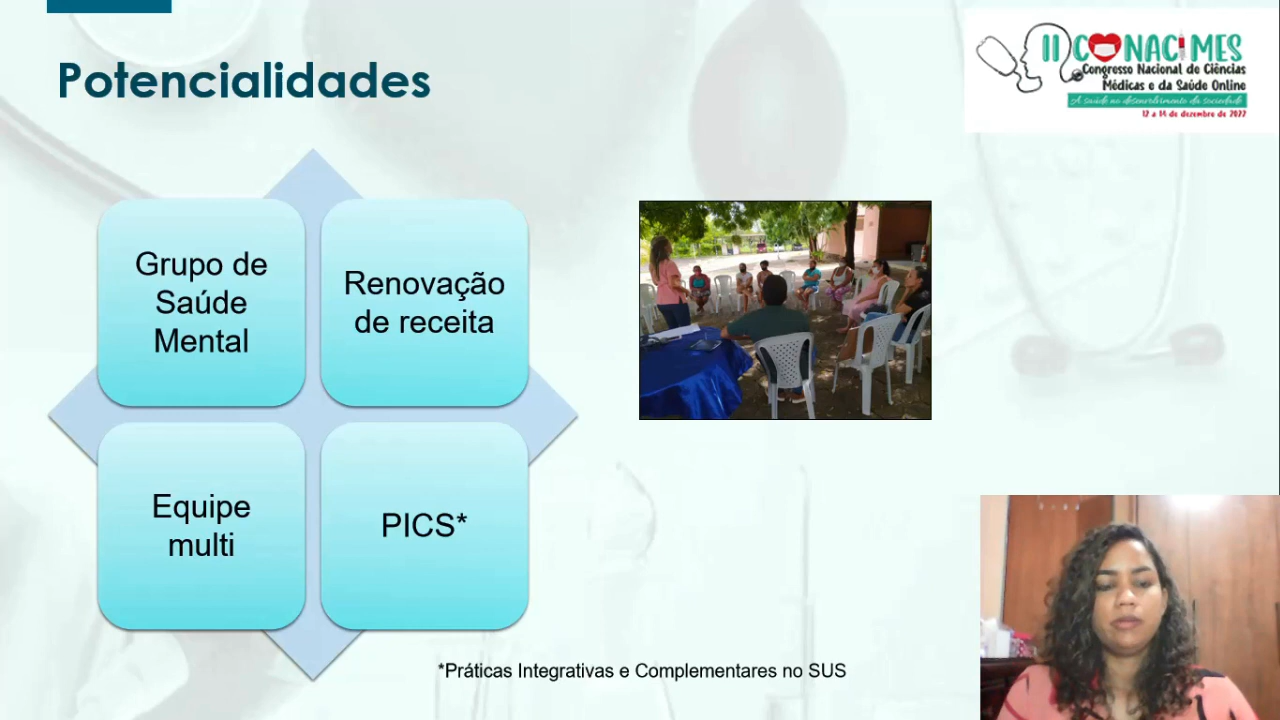 Potencialidades
II CONACIMES
Congresso Nacional de Ciências
Médicas e da Saúde Online
A saúde no desenvolvimento da sociedade
12 a 14 de dezembro de 2022
Grupo de
Saúde
Mental
Renovação
de receita
Equipe
multi
PICS*
*Práticas Integrativas e Complementares no SUS